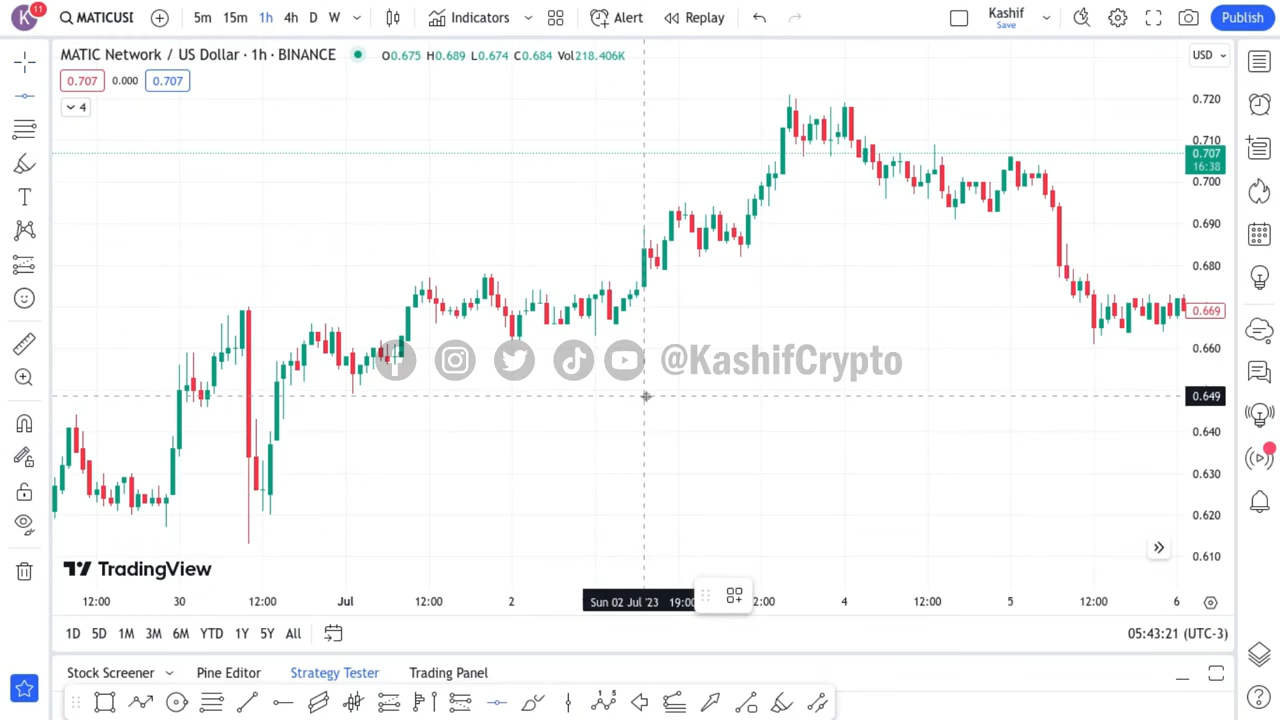 K 11 MATICUSI 5m 15m 1h 4h D W Indicators Alert Replay Kashif Save Publish
MATIC Network / US Dollar · 1h · BINANCE O0.675 H0.689 L0.674 C0.684 Vol218.406K USD
0.707 0.000 0.707
4
0.720
0.710
0.707
16:38
0.700
0.690
0.680
0.669
0.660
@KashifCrypto
0.649
0.640
0.630
0.620
0.610
TradingView
12:00 30 12:00 Jul 12:00 2 Sun 02 Jul '23 19:00 2:00 4 12:00 5 12:00 6
1D 5D 1M 3M 6M YTD 1Y 5Y All 05:43:21 (UTC-3)
Stock Screener Pine Editor Strategy Tester Trading Panel